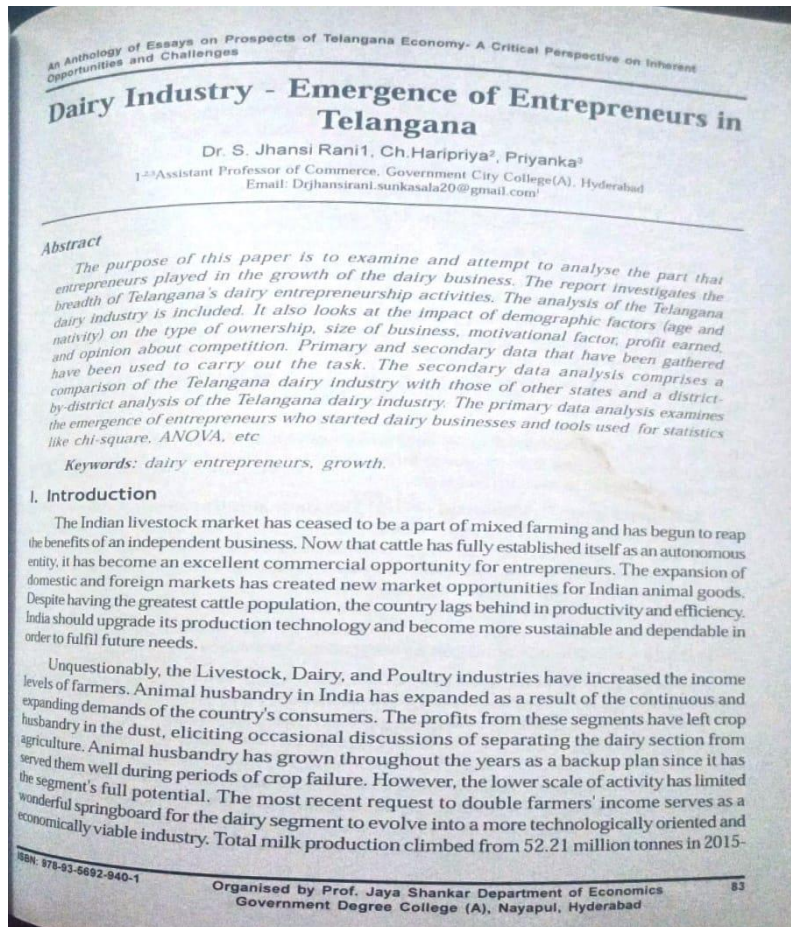 An Anthology of Essays on Prospects of Telangana Economy- A Critical Perspective on Inherent
Opportunities and Challenges
Dairy Industry - Emergence of Entrepreneurs in
Telangana
Dr. S. Jhansi Rani1, Ch.Haripriya², Priyanka³
1²³Assistant Professor of Commerce, Government City College(A), Hyderabad
Email: Drjhansirani.sunkasala20@gmail.com¹
Abstract
The purpose of this paper is to examine and attempt to analyse the part that
entrepreneurs played in the growth of the dairy business. The report investigates the
breadth of Telangana's dairy entrepreneurship activities. The analysis of the Telangana
dairy industry is included. It also looks at the impact of demographic factors (age and
nativity) on the type of ownership, size of business, motivational factor, profit earned,
and opinion about competition. Primary and secondary data that have been gathered
have been used to carry out the task. The secondary data analysis comprises a
comparison of the Telangana dairy industry with those of other states and a district-
by-district analysis of the Telangana dairy industry. The primary data analysis examines
the emergence of entrepreneurs who started dairy businesses and tools used for statistics
like chi-square, ANOVA, etc
Keywords: dairy entrepreneurs, growth.
I. Introduction
The Indian livestock market has ceased to be a part of mixed farming and has begun to reap
the benefits of an independent business. Now that cattle has fully established itself as an autonomous
entity, it has become an excellent commercial opportunity for entrepreneurs. The expansion of
domestic and foreign markets has created new market opportunities for Indian animal goods.
Despite having the greatest cattle population, the country lags behind in productivity and efficiency.
India should upgrade its production technology and become more sustainable and dependable in
order to fulfil future needs.
Unquestionably, the Livestock, Dairy, and Poultry industries have increased the income
levels of farmers. Animal husbandry in India has expanded as a result of the continuous and
expanding demands of the country's consumers. The profits from these segments have left crop
husbandry in the dust, eliciting occasional discussions of separating the dairy section from
agriculture. Animal husbandry has grown throughout the years as a backup plan since it has
served them well during periods of crop failure. However, the lower scale of activity has limited
the segment's full potential. The most recent request to double farmers' income serves as a
wonderful springboard for the dairy segment to evolve into a more technologically oriented and
economically viable industry. Total milk production climbed from 52.21 million tonnes in 2015-
ISBN: 978-93-5692-940-1
Organised by Prof. Jaya Shankar Department of Economics
Government Degree College (A), Nayapul, Hyderabad
83